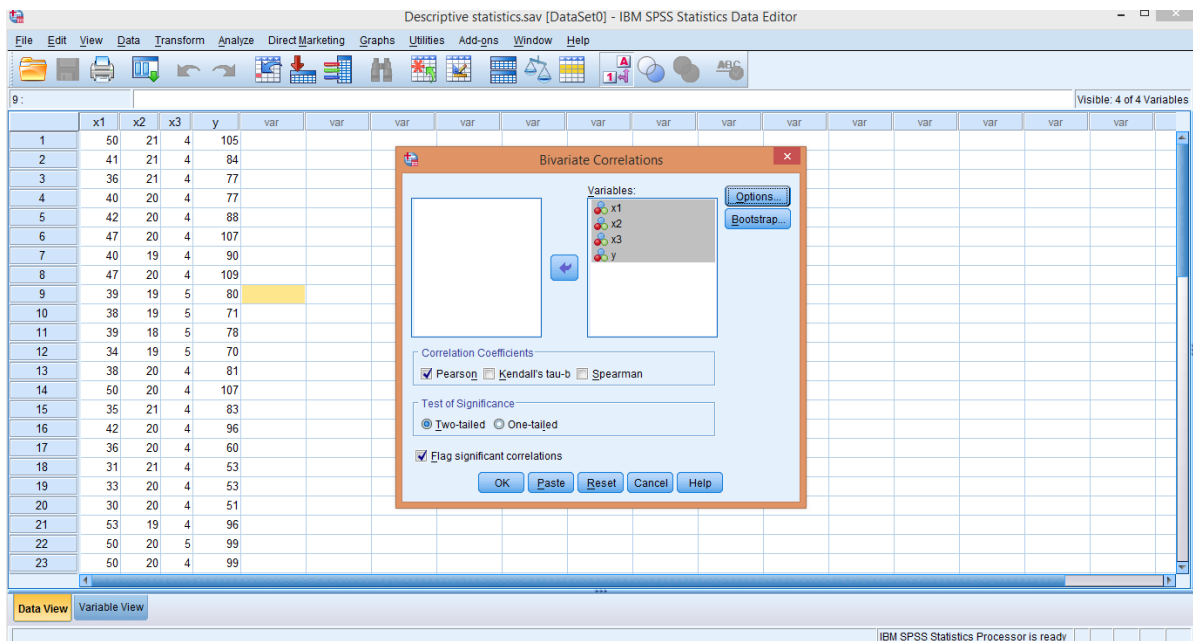 Descriptive statistics.sav [DataSet0] - IBM SPSS Statistics Data Editor
File Edit View Data Transform Analyze Direct Marketing Graphs Utilities Add-ons Window Help
9 : Visible: 4 of 4 Variables
x1 x2 x3 y var var var var var var var var var var var var var var
1 50 21 4 105
2 41 21 4 84
3 36 21 4 77
4 40 20 4 77
5 42 20 4 88
6 47 20 4 107
7 40 19 4 90
8 47 20 4 109
9 39 19 5 80
10 38 19 5 71
11 39 18 5 78
12 34 19 5 70
13 38 20 4 81
14 50 20 4 107
15 35 21 4 83
16 42 20 4 96
17 36 20 4 60
18 31 21 4 53
19 33 20 4 53
20 30 20 4 51
21 53 19 4 96
22 50 20 5 99
23 50 20 4 99
Bivariate Correlations
Variables:
x1
x2
x3
y
Options...
Bootstrap...
Correlation Coefficients
Pearson Kendall's tau-b Spearman
Test of Significance
Two-tailed One-tailed
Flag significant correlations
OK Paste Reset Cancel Help
Data View Variable View
IBM SPSS Statistics Processor is ready